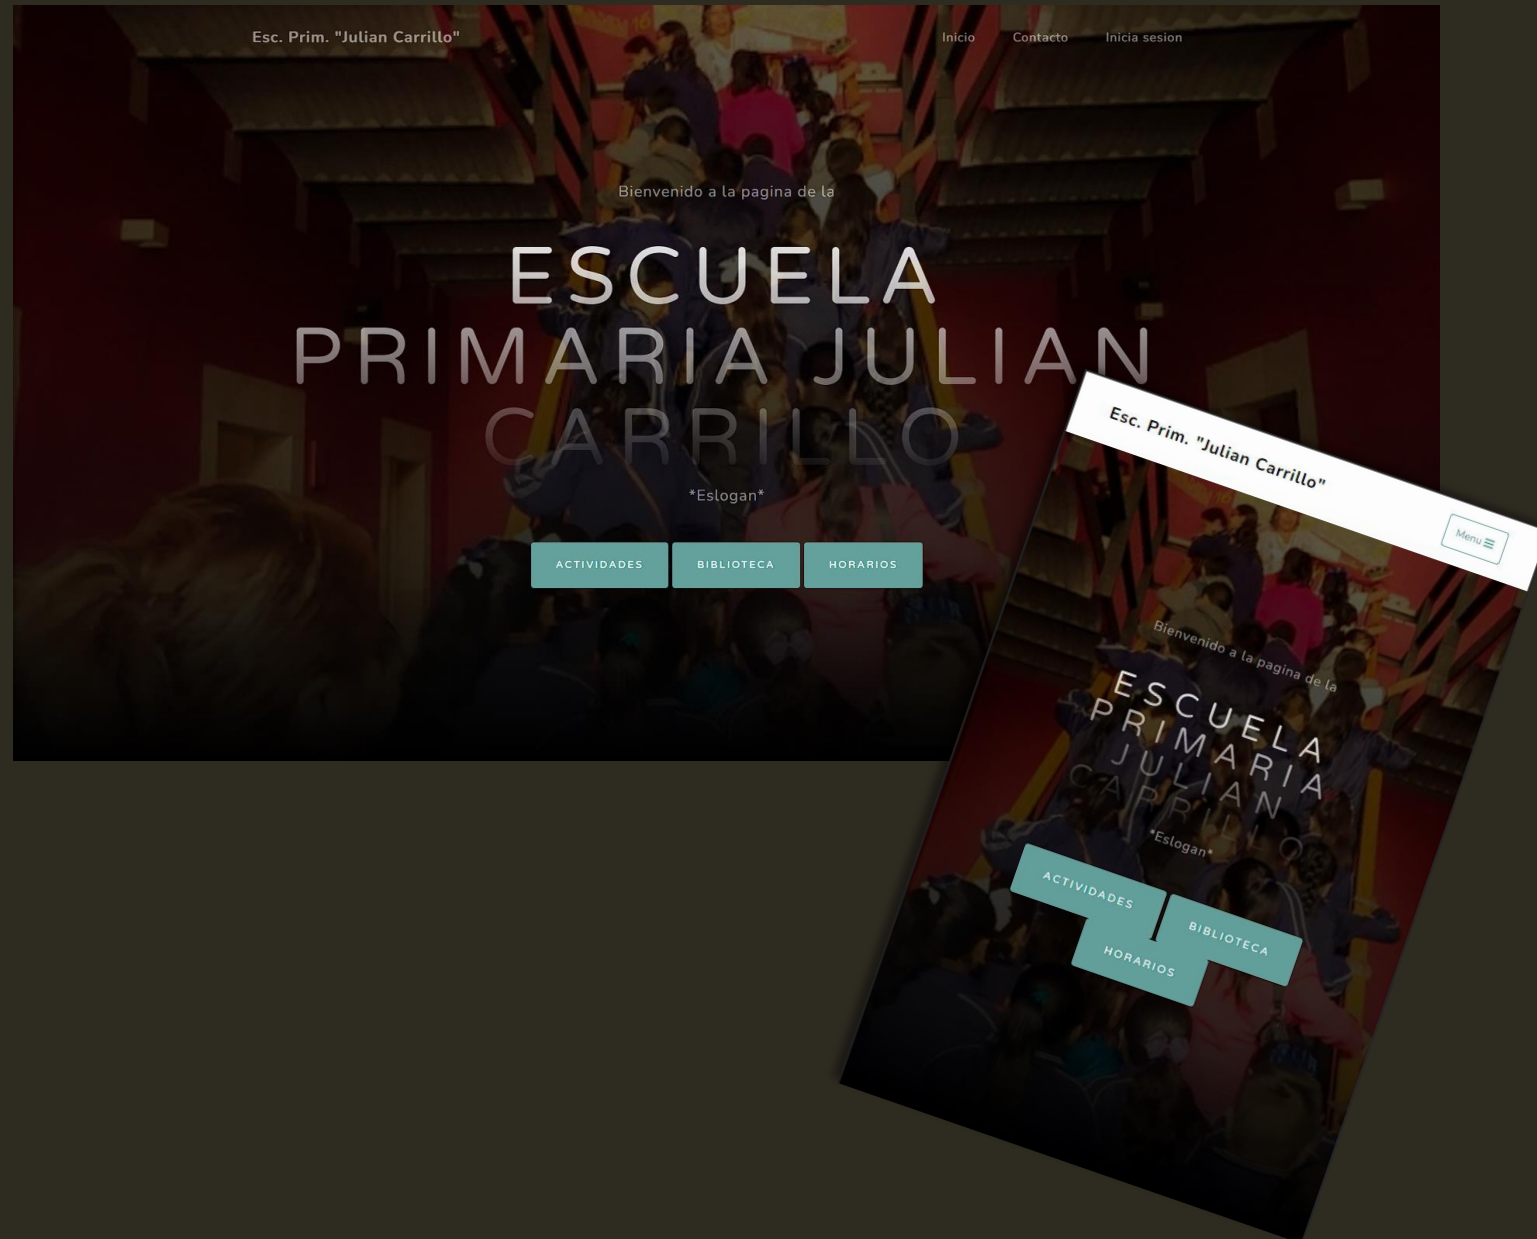 Esc. Prim. "Julian Carrillo"
Inicio Contacto Inicia sesion
Bienvenido a la pagina de la
ESCUELA
PRIMARIA JULIAN
CARRILLO
*Eslogan*
ACTIVIDADES BIBLIOTECA HORARIOS
Esc. Prim. "Julian Carrillo"
Menu
Bienvenido a la pagina de la
ESCUELA
PRIMARIA
JULIAN
CARRILLO
*Eslogan*
ACTIVIDADES BIBLIOTECA
HORARIOS